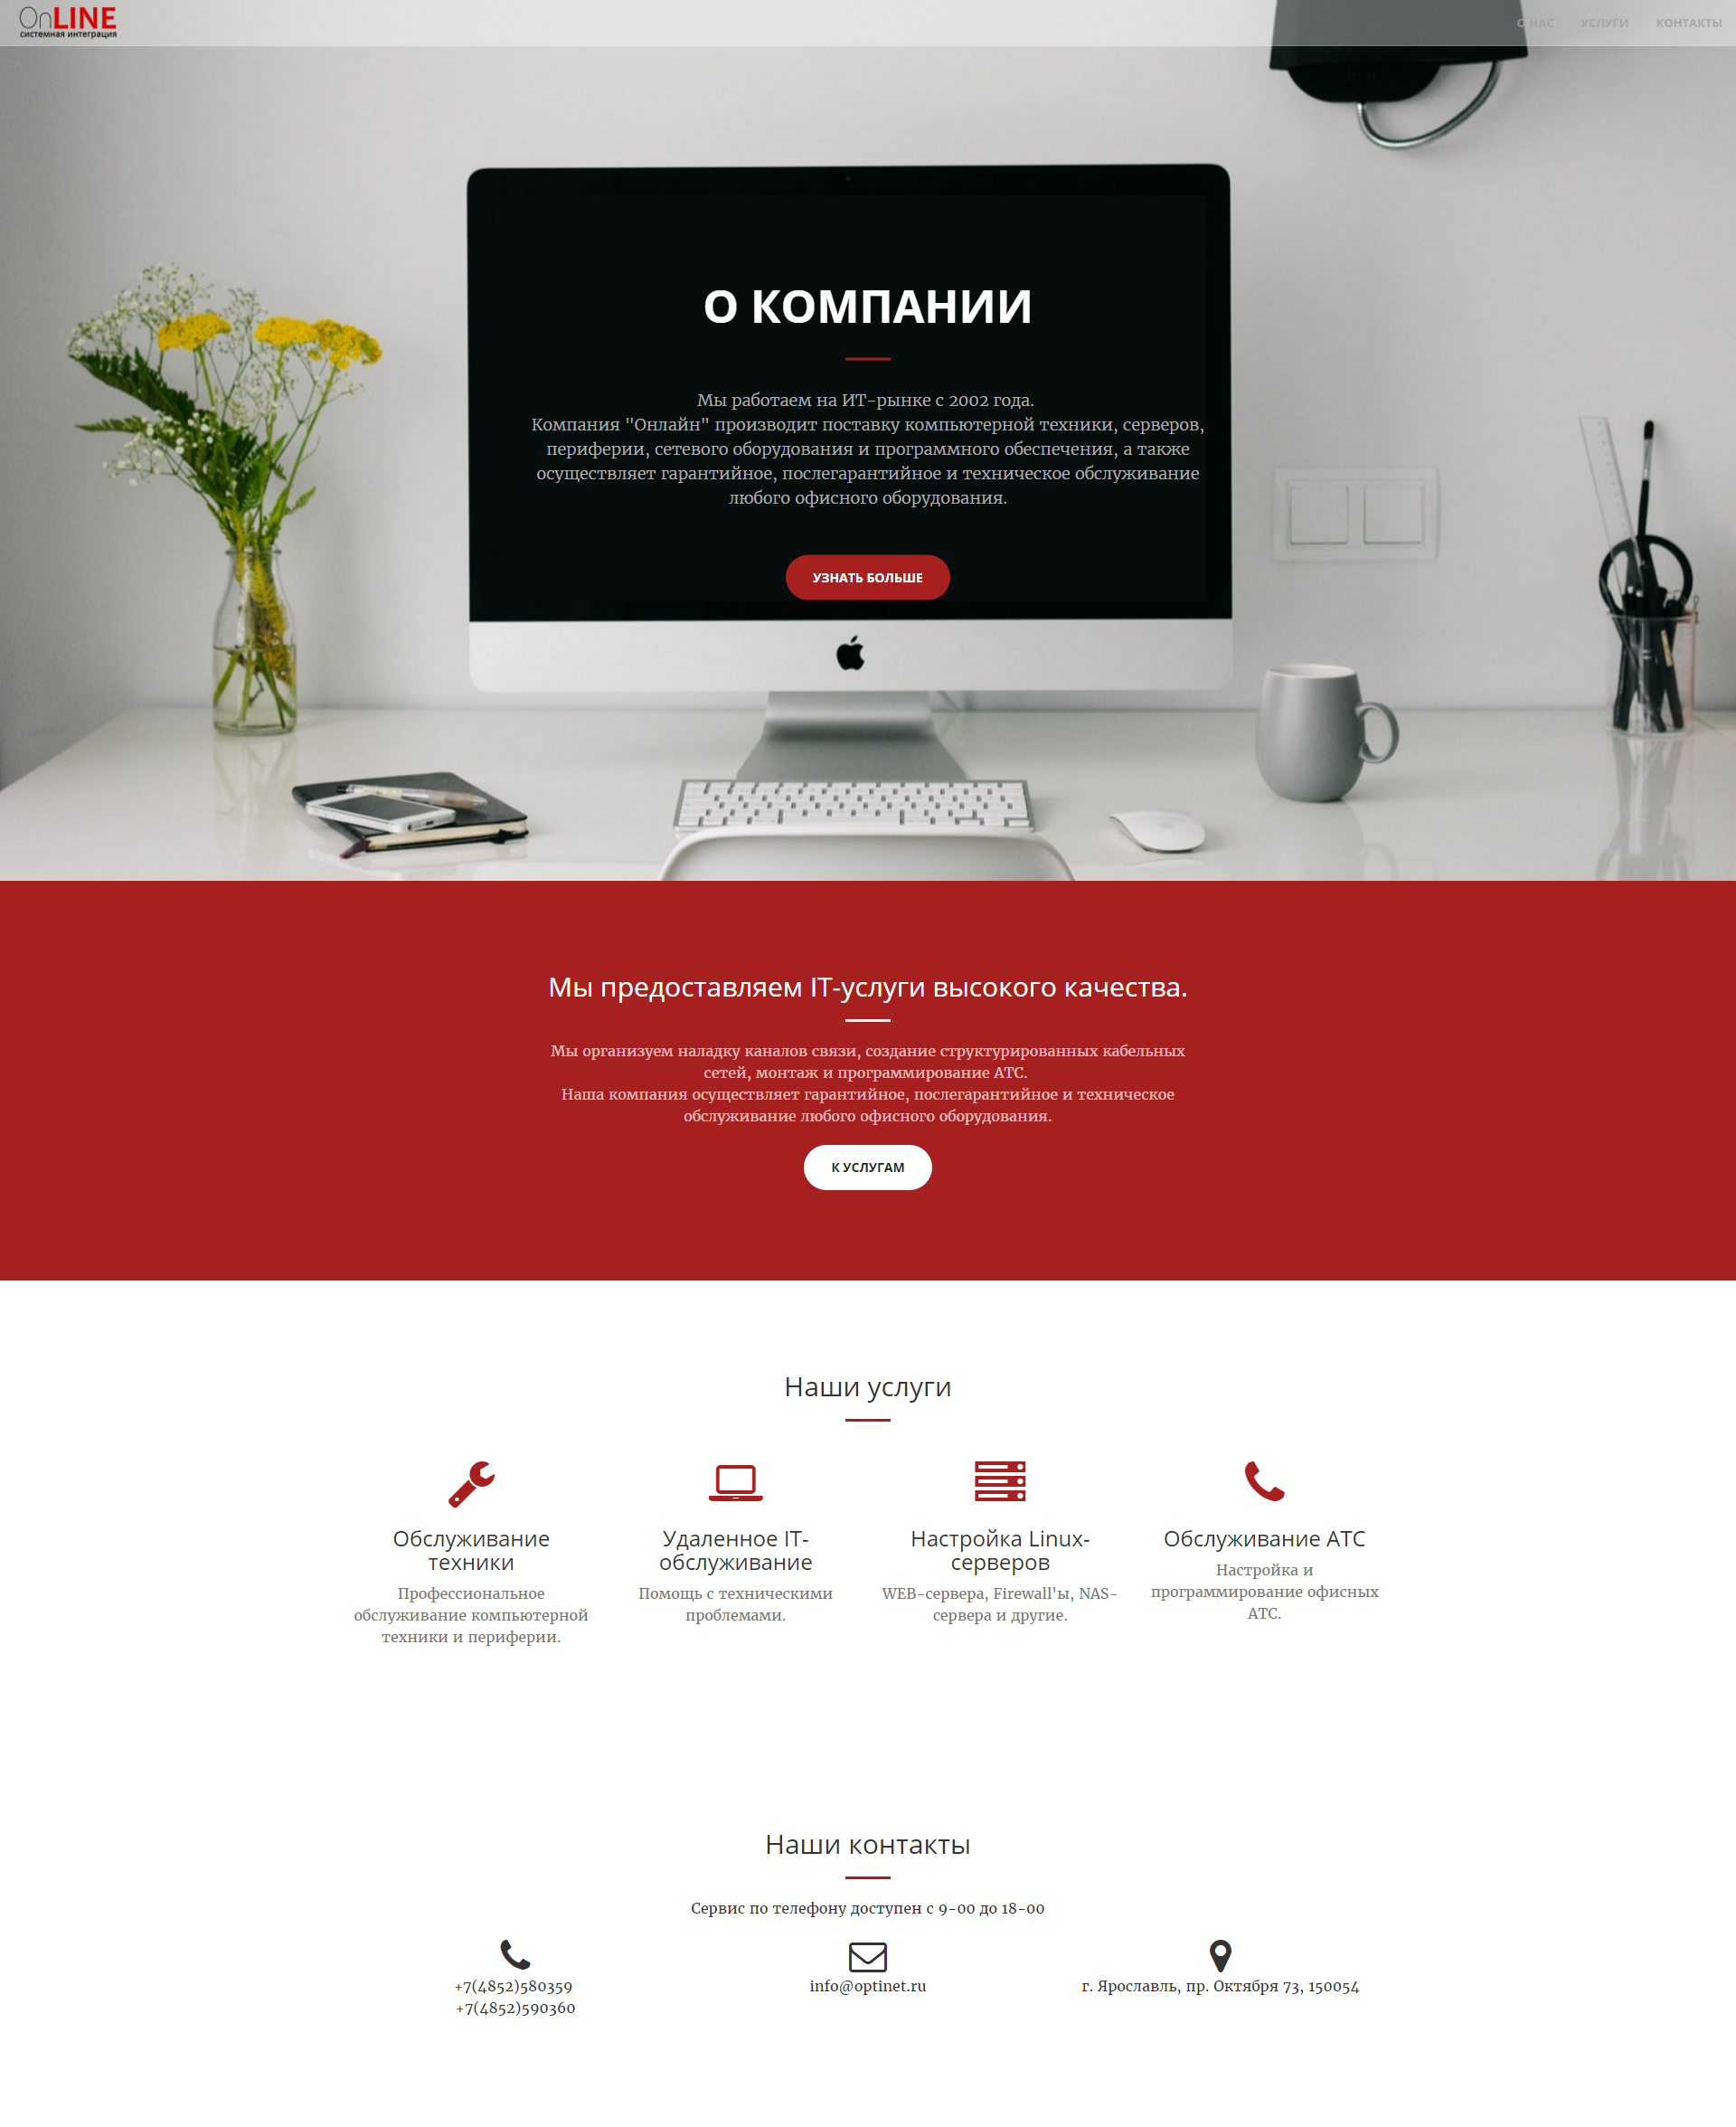 OnLINE
системная интеграция
О НАС УСЛУГИ КОНТАКТЫ
О КОМПАНИИ
Мы работаем на ИТ-рынке с 2002 года.
Компания "Онлайн" производит поставку компьютерной техники, серверов,
периферии, сетевого оборудования и программного обеспечения, а также
осуществляет гарантийное, послегарантийное и техническое обслуживание
любого офисного оборудования.
УЗНАТЬ БОЛЬШЕ
Мы предоставляем IT-услуги высокого качества.
Мы организуем наладку каналов связи, создание структурированных кабельных
сетей, монтаж и программирование АТС.
Наша компания осуществляет гарантийное, послегарантийное и техническое
обслуживание любого офисного оборудования.
К УСЛУГАМ
Наши услуги
Обслуживание
техники
Профессиональное
обслуживание компьютерной
техники и периферии.
Удаленное IT-
обслуживание
Помощь с техническими
проблемами.
Настройка Linux-
серверов
WEB-сервера, Firewall'ы, NAS-
сервера и другие.
Обслуживание АТС
Настройка и
программирование офисных
АТС.
Наши контакты
Сервис по телефону доступен с 9-00 до 18-00
+7(4852)580359
+7(4852)590360
info@optinet.ru
г. Ярославль, пр. Октября 73, 150054